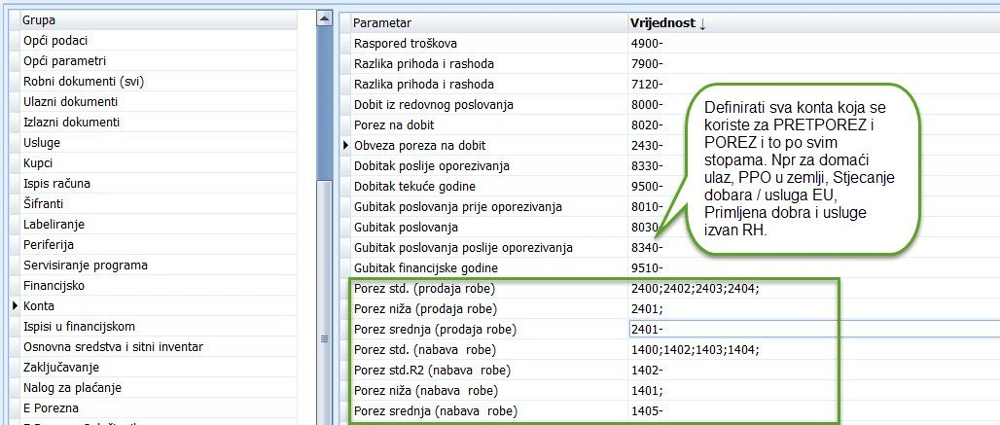 Grupa
Opći podaci
Opći parametri
Robni dokumenti (svi)
Ulazni dokumenti
Izlazni dokumenti
Usluge
Kupci
Ispis računa
Šifranti
Labeliranje
Periferija
Servisiranje programa
Financijsko
Konta
Ispisi u financijskom
Osnovna sredstva i sitni inventar
Zaključavanje
Nalog za plaćanje
E Porezna
Parametar Vrijednost ↓
Raspored troškova 4900-
Razlika prihoda i rashoda 7900-
Razlika prihoda i rashoda 7120-
Dobit iz redovnog poslovanja 8000-
Porez na dobit 8020-
Obveza poreza na dobit 2430-
Dobitak poslije oporezivanja 8330-
Dobitak tekuće godine 9500-
Gubitak poslovanja prije oporezivanja 8010-
Gubitak poslovanja 8030-
Gubitak poslovanja poslije oporezivanja 8340-
Gubitak financijske godine 9510-
Porez std. (prodaja robe) 2400;2402;2403;2404;
Porez niža (prodaja robe) 2401;
Porez srednja (prodaja robe) 2401-
Porez std. (nabava robe) 1400;1402;1403;1404;
Porez std.R2 (nabava robe) 1402-
Porez niža (nabava robe) 1401;
Porez srednja (nabava robe) 1405-
Definirati sva konta koja se
koriste za PRETPOREZ i
POREZ i to po svim
stopama. Npr za domaći
ulaz, PPO u zemlji, Stjecanje
dobara / usluga EU,
Primljena dobra i usluge
izvan RH.